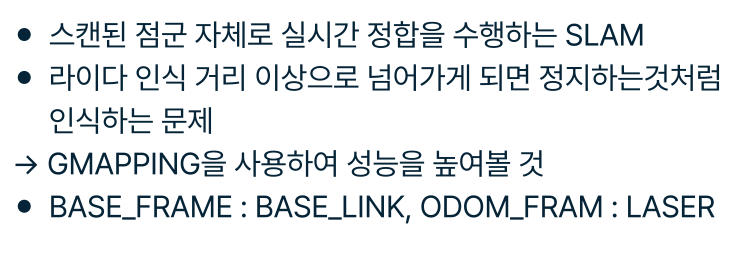 ● 스캔된 점군 자체로 실시간 정합을 수행하는 SLAM
● 라이다 인식 거리 이상으로 넘어가게 되면 정지하는것처럼
인식하는 문제
→ GMAPPING을 사용하여 성능을 높여볼 것
● BASE_FRAME : BASE_LINK, ODOM_FRAM : LASER